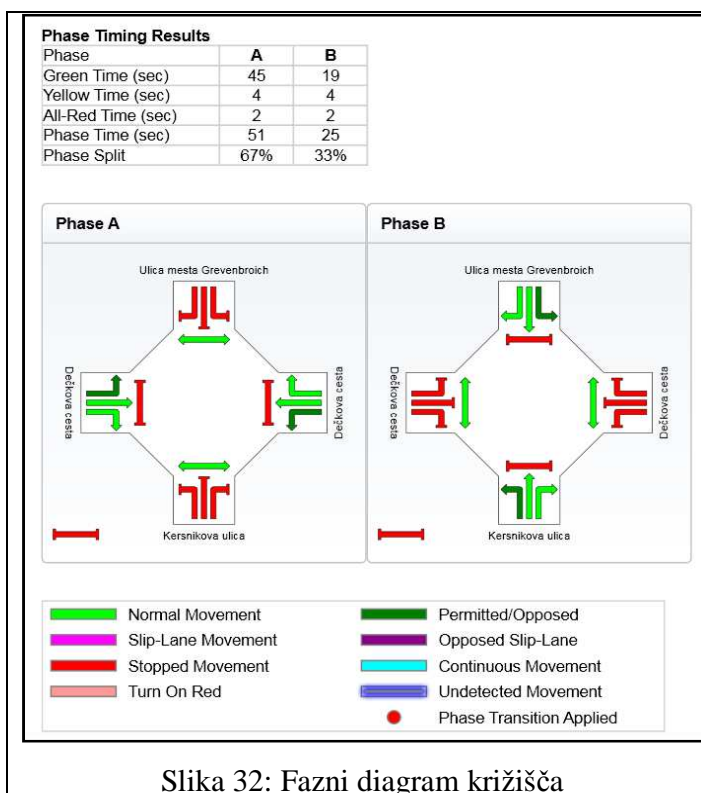 Phase Timing Results
Phase A B
Green Time (sec) 45 19
Yellow Time (sec) 4 4
All-Red Time (sec) 2 2
Phase Time (sec) 51 25
Phase Split 67% 33%
Phase A
Ulica mesta Grevenbroich
Dečkova cesta
Dečkova cesta
Kersnikova ulica
Phase B
Ulica mesta Grevenbroich
Dečkova cesta
Dečkova cesta
Kersnikova ulica
Normal Movement
Permitted/Opposed
Slip-Lane Movement
Opposed Slip-Lane
Stopped Movement
Continuous Movement
Turn On Red
Undetected Movement
Phase Transition Applied
Slika 32: Fazni diagram križišča